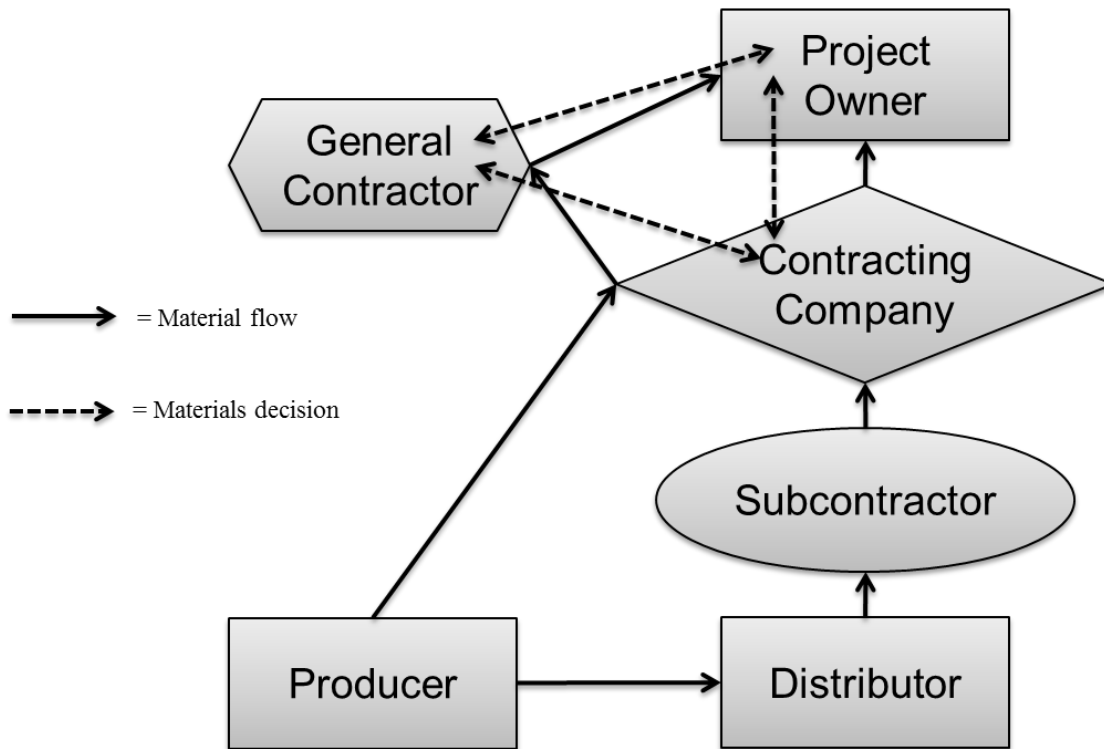 Project
Owner
General
Contractor
Contracting
Company
= Material flow
= Materials decision
Subcontractor
Producer
Distributor